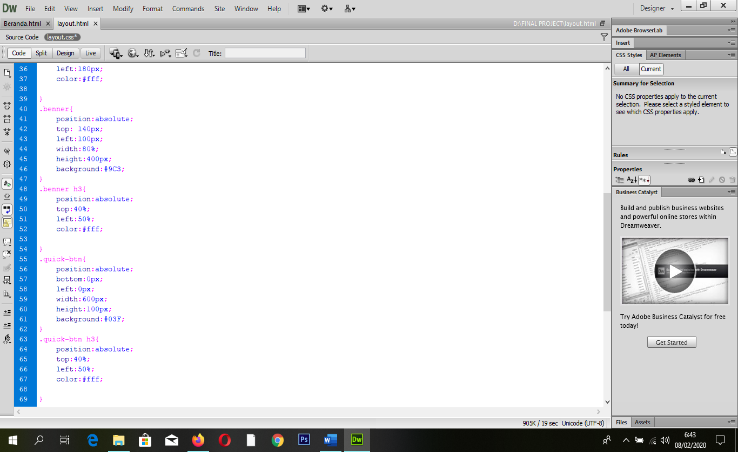 Dw File Edit View Insert Modify Format Commands Site Window Help Designer
Beranda.html layout.html D:\FINAL PROJECT\layout.html
Source Code layout.css*
Code Split Design Live Title:
36 left:180px;
37 color:#fff;
38
39 }
40 .benner{
41 position:absolute;
42 top: 140px;
43 left:100px;
44 width:80%;
45 height:400px;
46 background:#9C3;
47 }
48 .benner h3{
49 position:absolute;
50 top:40%;
51 left:50%;
52 color:#fff;
53
54 }
55 .quick-btm{
56 position:absolute;
57 bottom:0px;
58 left:0px;
59 width:600px;
60 height:100px;
61 background:#03F;
62 }
63 .quick-btm h3{
64 position:absolute;
65 top:40%;
66 left:50%;
67 color:#fff;
68
69 }
905K / 19 sec Unicode (UTF-8)
Adobe BrowserLab
Insert
CSS Styles AP Elements
All Current
Summary for Selection
No CSS properties apply to the current
selection. Please select a styled element to
see which CSS properties apply.
Rules
Properties
Business Catalyst
Build and publish business websites
and powerful online stores within
Dreamweaver.
Try Adobe Business Catalyst for free
today!
Get Started
Files Assets
Ps
Dw
6:43
08/02/2020